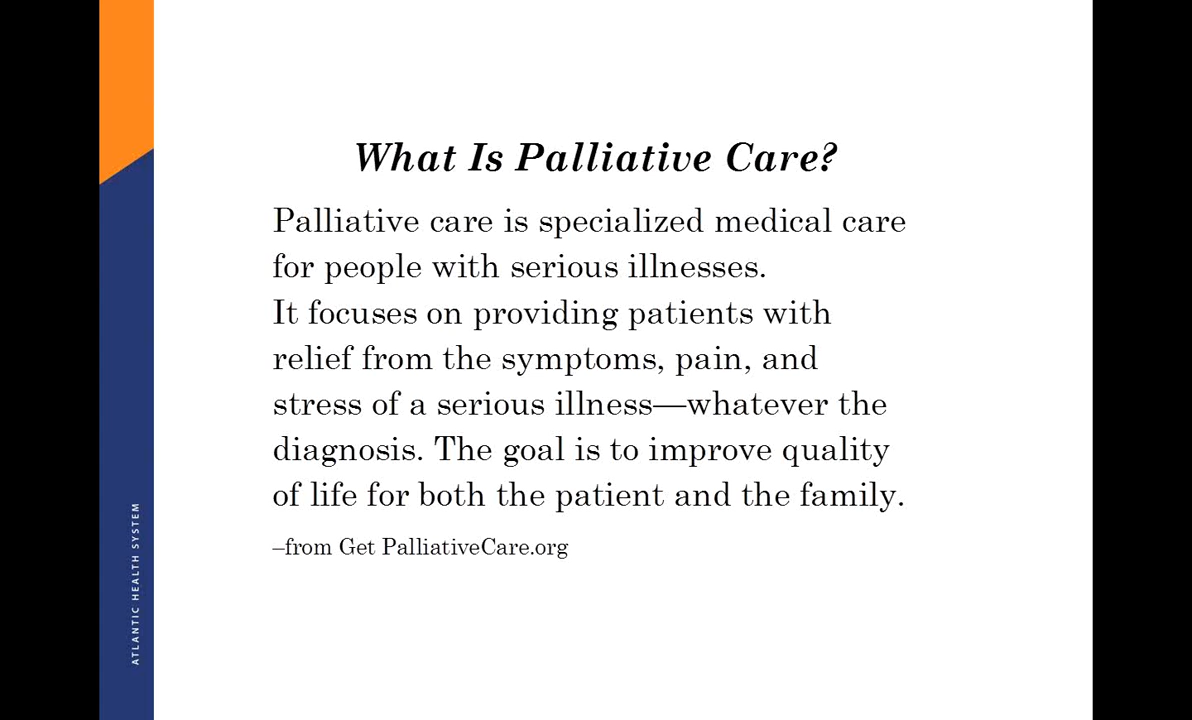 What Is Palliative Care?
Palliative care is specialized medical care
for people with serious illnesses.
It focuses on providing patients with
relief from the symptoms, pain, and
stress of a serious illness—whatever the
diagnosis. The goal is to improve quality
of life for both the patient and the family.
–from Get PalliativeCare.org
ATLANTIC HEALTH SYSTEM